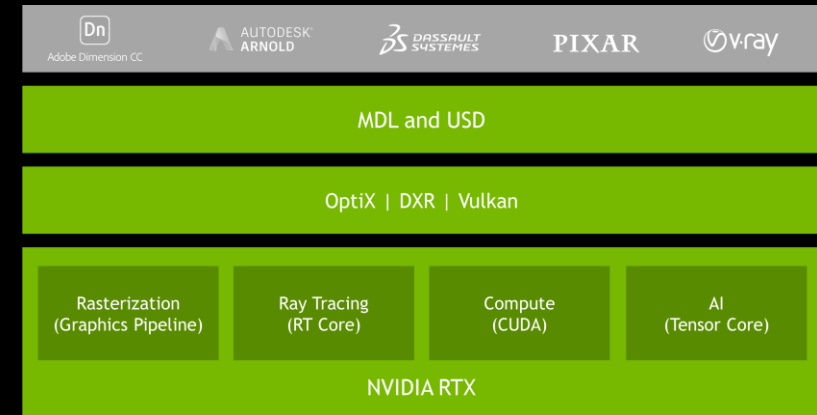 Dn
Adobe Dimension CC
AUTODESK®
ARNOLD
DASSAULT
SYSTEMES
PIXAR
v·ray
MDL and USD
OptiX | DXR | Vulkan
Rasterization
(Graphics Pipeline)
Ray Tracing
(RT Core)
Compute
(CUDA)
AI
(Tensor Core)
NVIDIA RTX